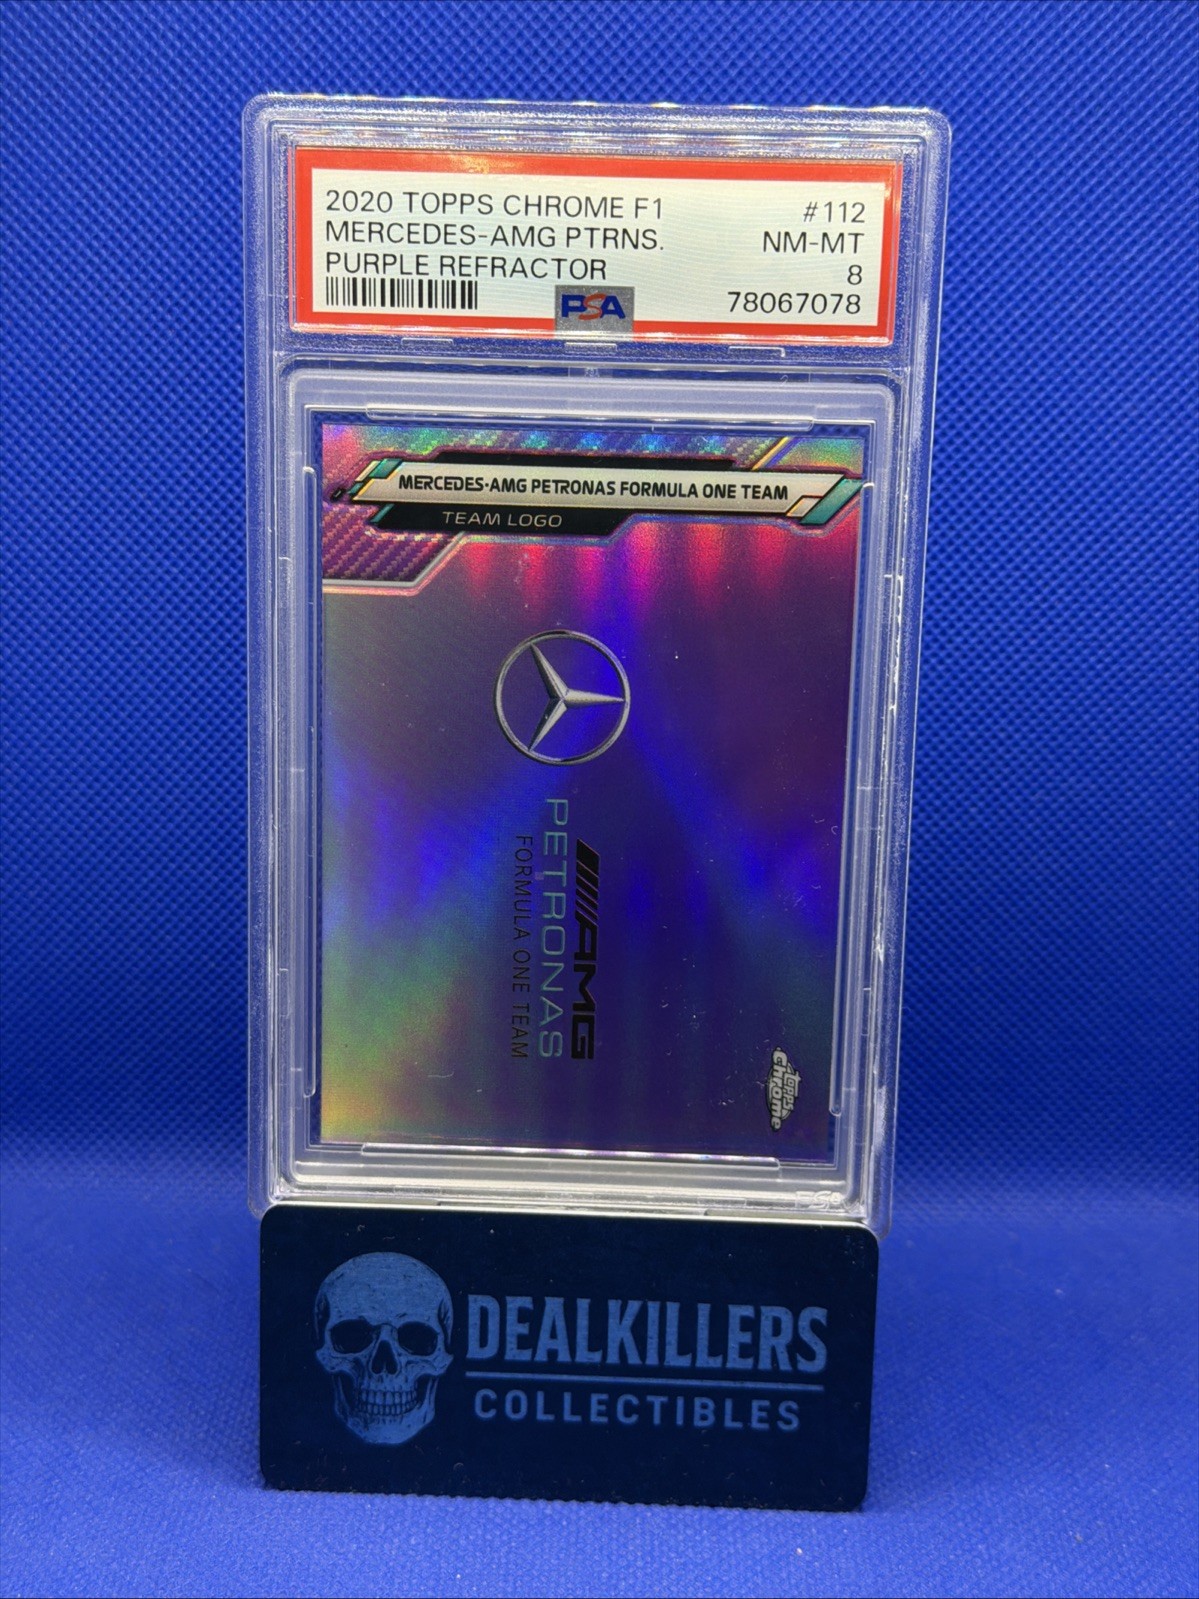 2020 TOPPS CHROME F1 #112
MERCEDES-AMG PTRNS. NM-MT
PURPLE REFRACTOR 8
PSA 78067078
MERCEDES-AMG PETRONAS FORMULA ONE TEAM
TEAM LOGO
AMG
PETRONAS
FORMULA ONE TEAM
topps
chrome
PSA
DEALKILLERS
COLLECTIBLES